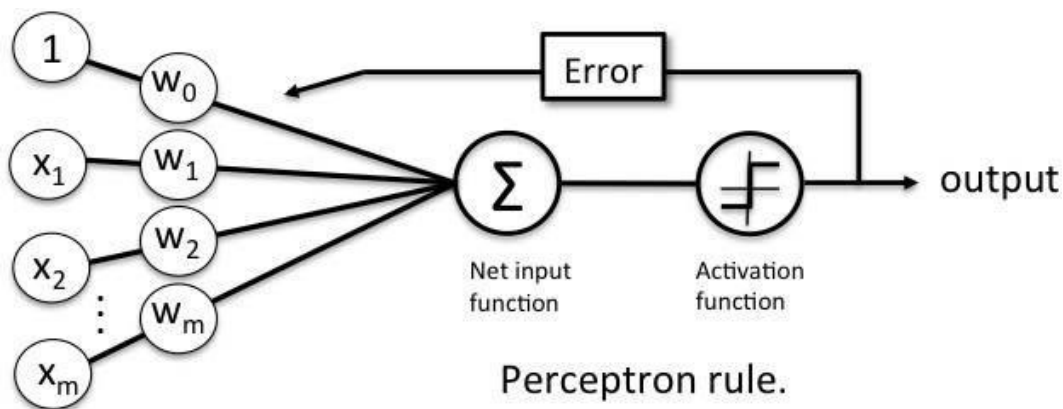 1
w₀
Error
x₁
w₁
Σ
output
x₂
w₂
Net input
function
Activation
function
⋮
wₘ
xₘ
Perceptron rule.